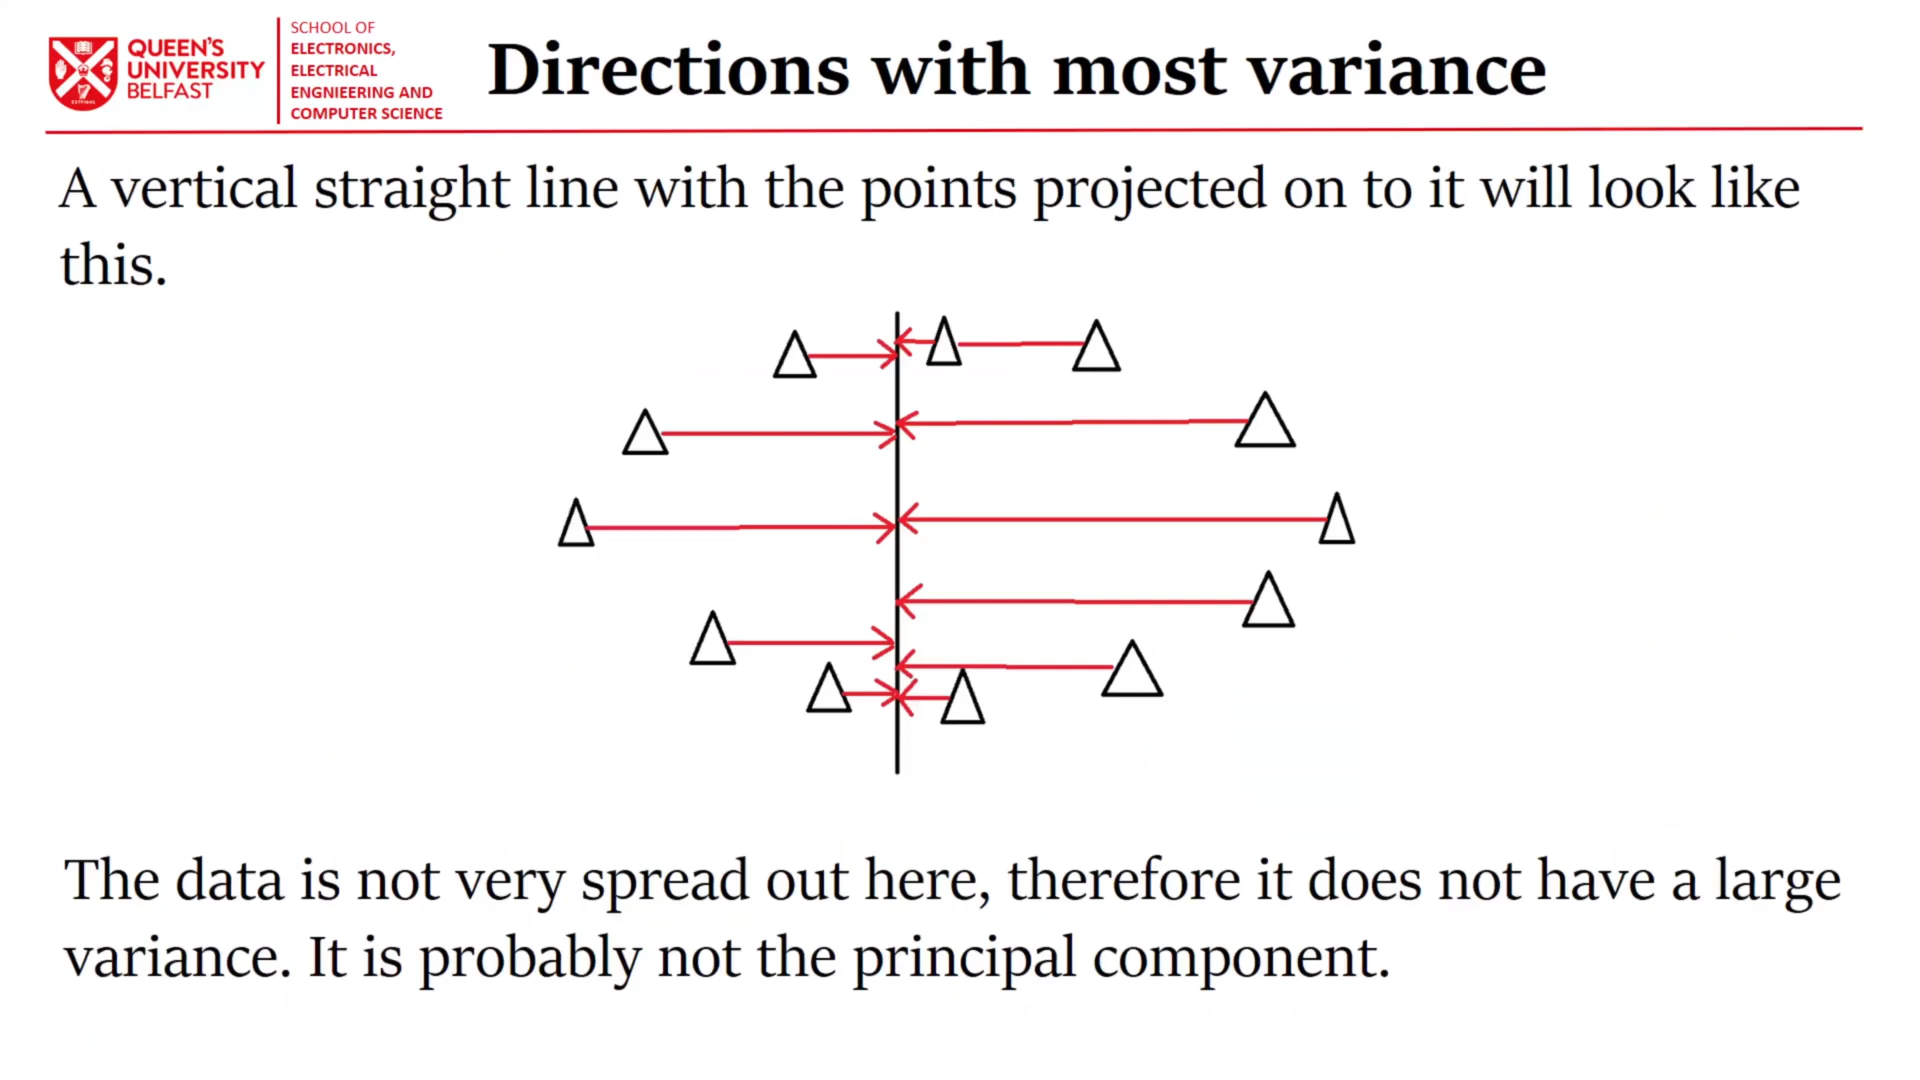 QUEEN'S
UNIVERSITY
BELFAST
SCHOOL OF
ELECTRONICS,
ELECTRICAL
ENGNIEERING AND
COMPUTER SCIENCE
Directions with most variance
A vertical straight line with the points projected on to it will look like
this.
The data is not very spread out here, therefore it does not have a large
variance. It is probably not the principal component.